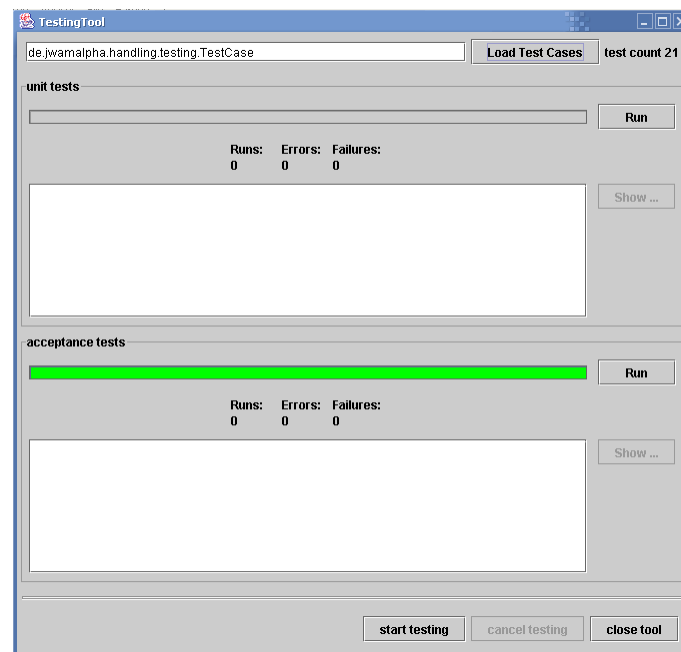 TestingTool
de.jwamalpha.handling.testing.TestCase Load Test Cases test count 21
unit tests
Run
Runs: Errors: Failures:
0 0 0
Show ...
acceptance tests
Run
Runs: Errors: Failures:
0 0 0
Show ...
start testing cancel testing close tool